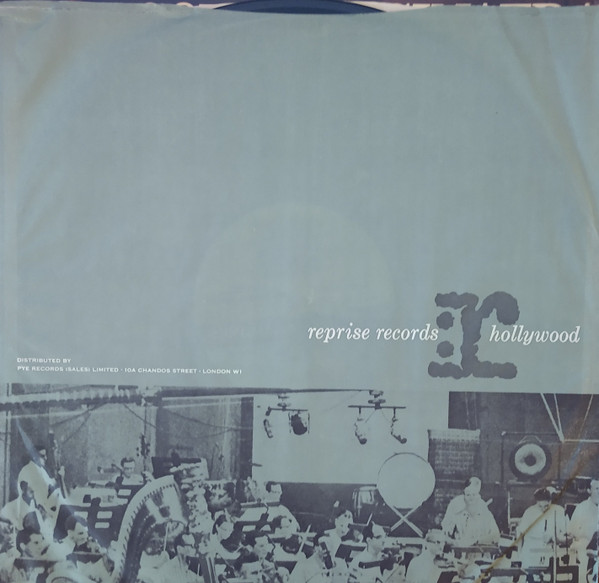 reprise records r hollywood
DISTRIBUTED BY
PYE RECORDS (SALES) LIMITED · 10A CHANDOS STREET · LONDON W1